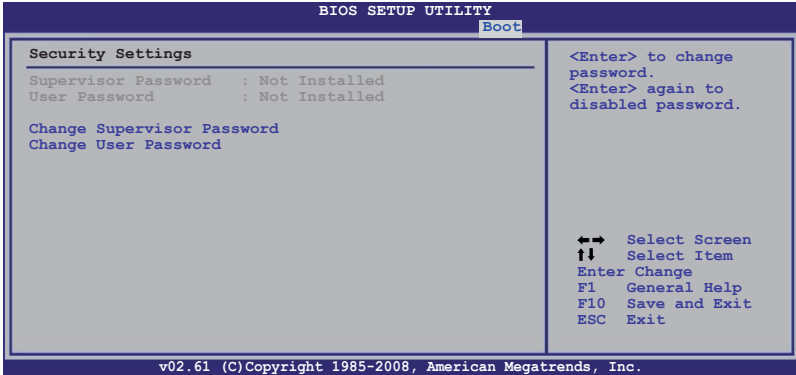 BIOS SETUP UTILITY
Boot
Security Settings
Supervisor Password : Not Installed
User Password : Not Installed
Change Supervisor Password
Change User Password
<Enter> to change
password.
<Enter> again to
disabled password.
←→ Select Screen
↑↓ Select Item
Enter Change
F1 General Help
F10 Save and Exit
ESC Exit
v02.61 (C)Copyright 1985-2008, American Megatrends, Inc.